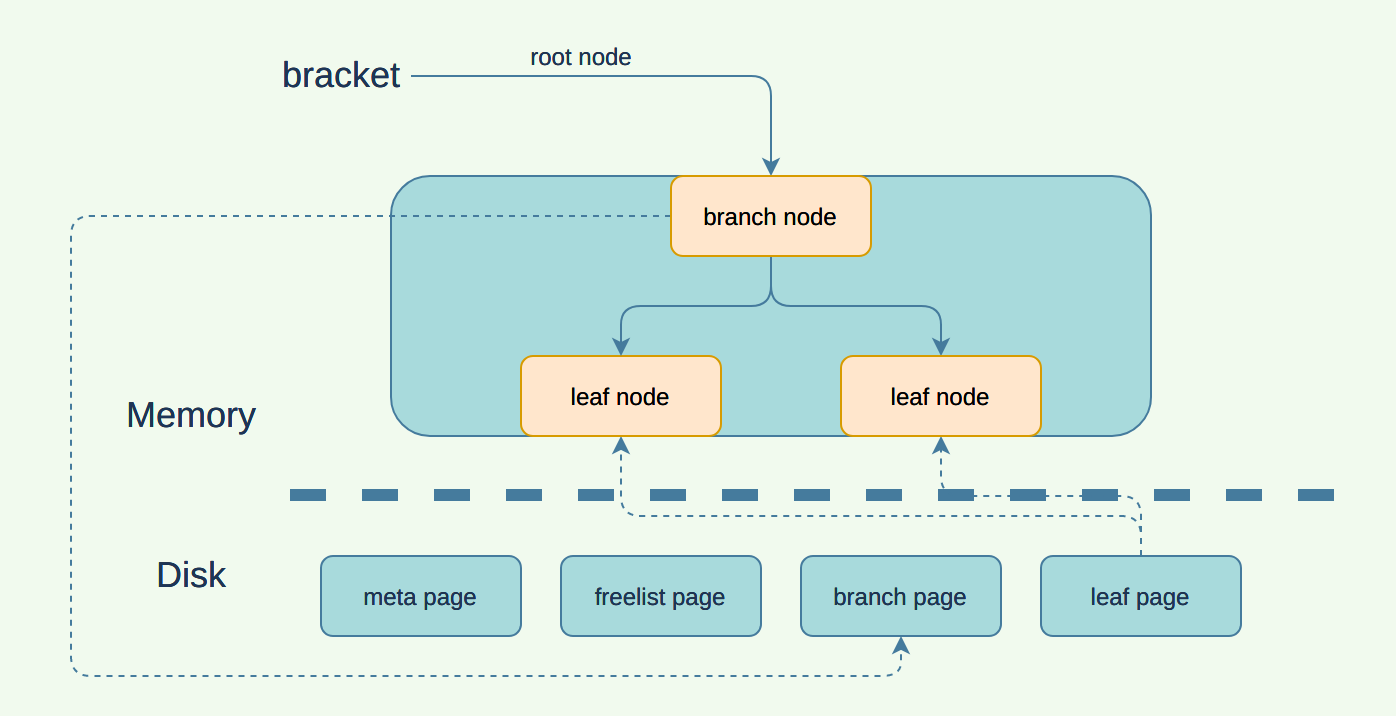 root node
bracket
branch node
leaf node
leaf node
Memory
Disk
meta page
freelist page
branch page
leaf page